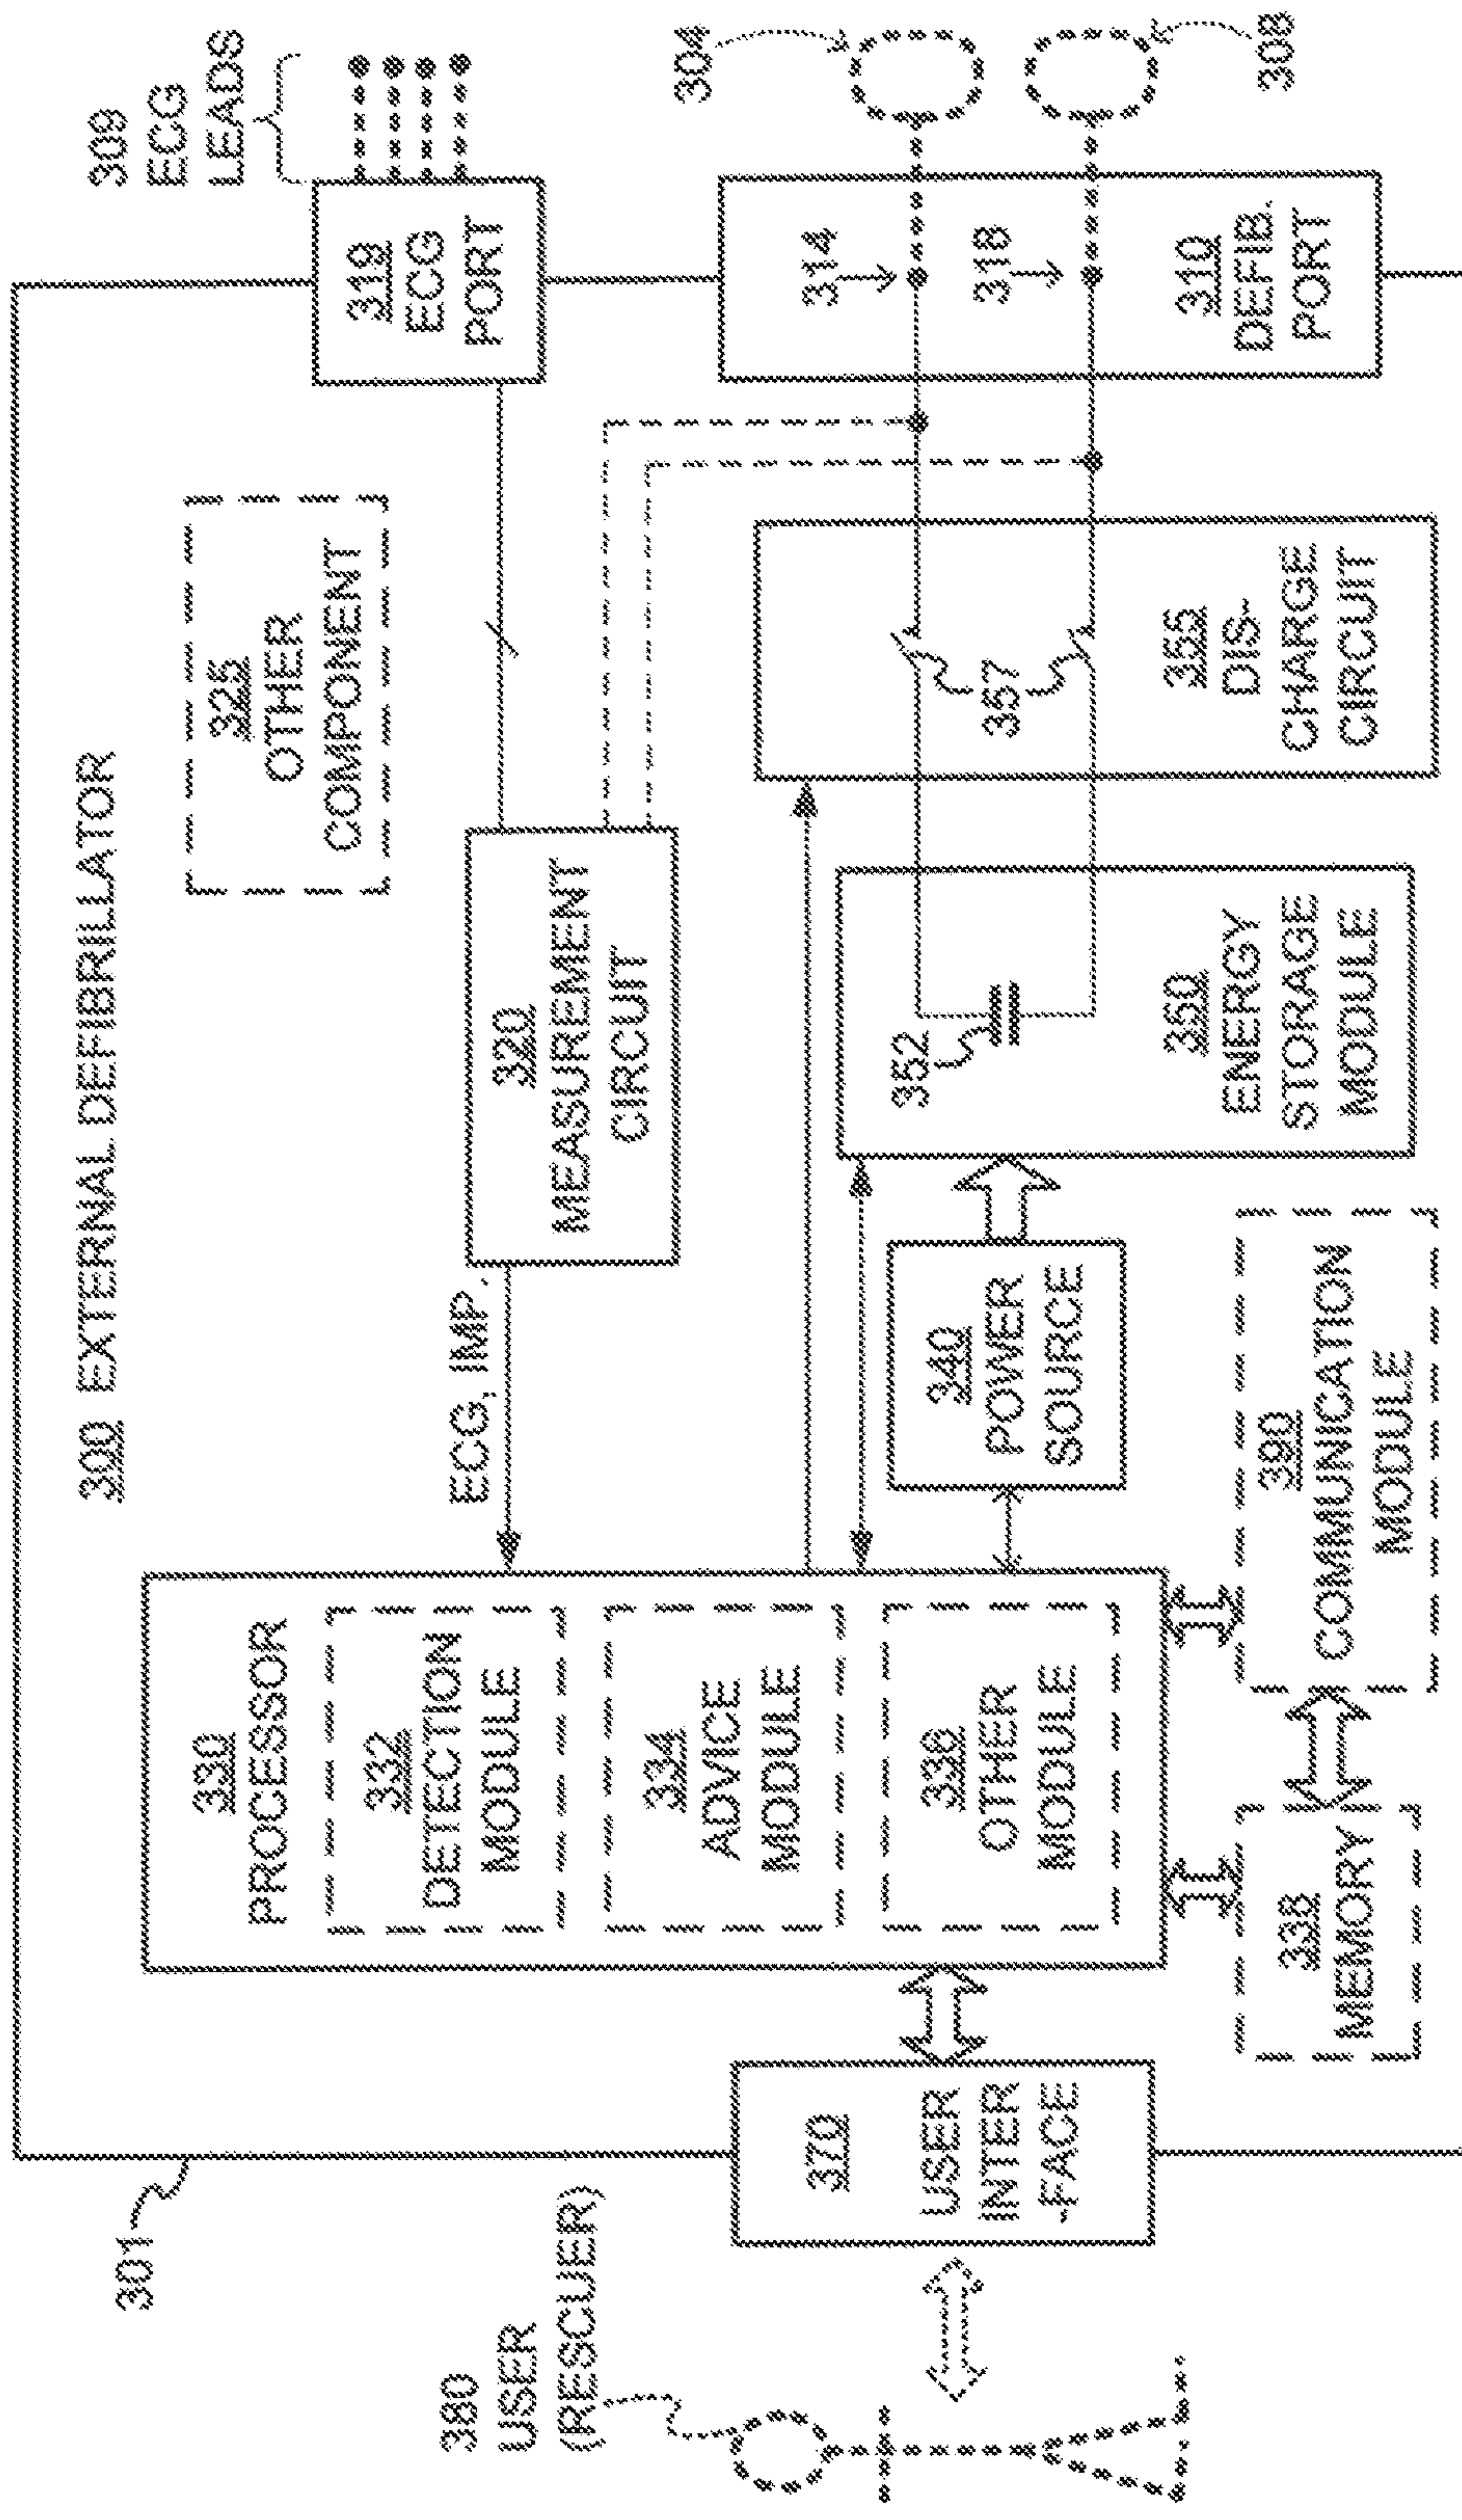 300 EXTERNAL DEFIBRILLATOR
301
309
ECG
LEADS
319
ECG
PORT
325
OTHER
COMPONENT
320
MEASUREMENT
CIRCUIT
ECG, IMP.
330
PROCESSOR
332
DETECTION
MODULE
334
ADVICE
MODULE
336
OTHER
MODULE
380
USER
(RESCUER)
370
USER
INTER
-FACE
340
POWER
SOURCE
352
360
ENERGY
STORAGE
MODULE
357
355
DIS-
CHARGE
CIRCUIT
314
318
310
DEFIB.
PORT
304
308
338
MEMORY
390
COMMUNICATION
MODULE